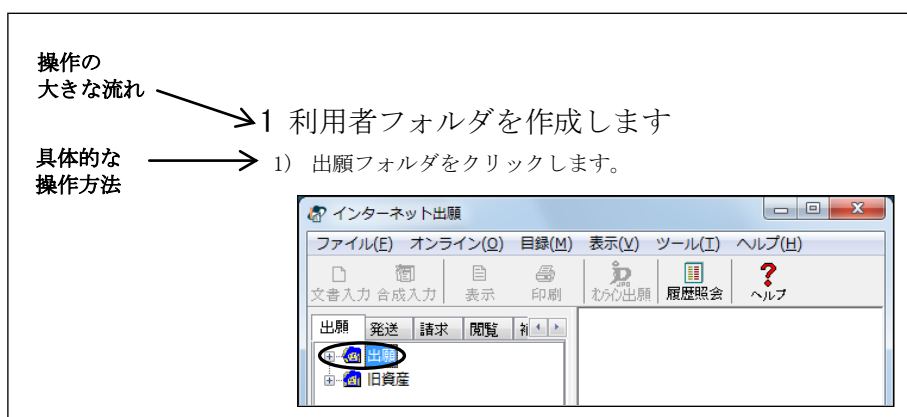 操作の
大きな流れ
1 利用者フォルダを作成します
具体的な
操作方法
1) 出願フォルダをクリックします。
インターネット出願
ファイル(F) オンライン(O) 目録(M) 表示(V) ツール(T) ヘルプ(H)
文書入力 合成入力 表示 印刷 オンライン出願 履歴照会 ヘルプ
出願 発送 請求 閲覧
出願
旧資産